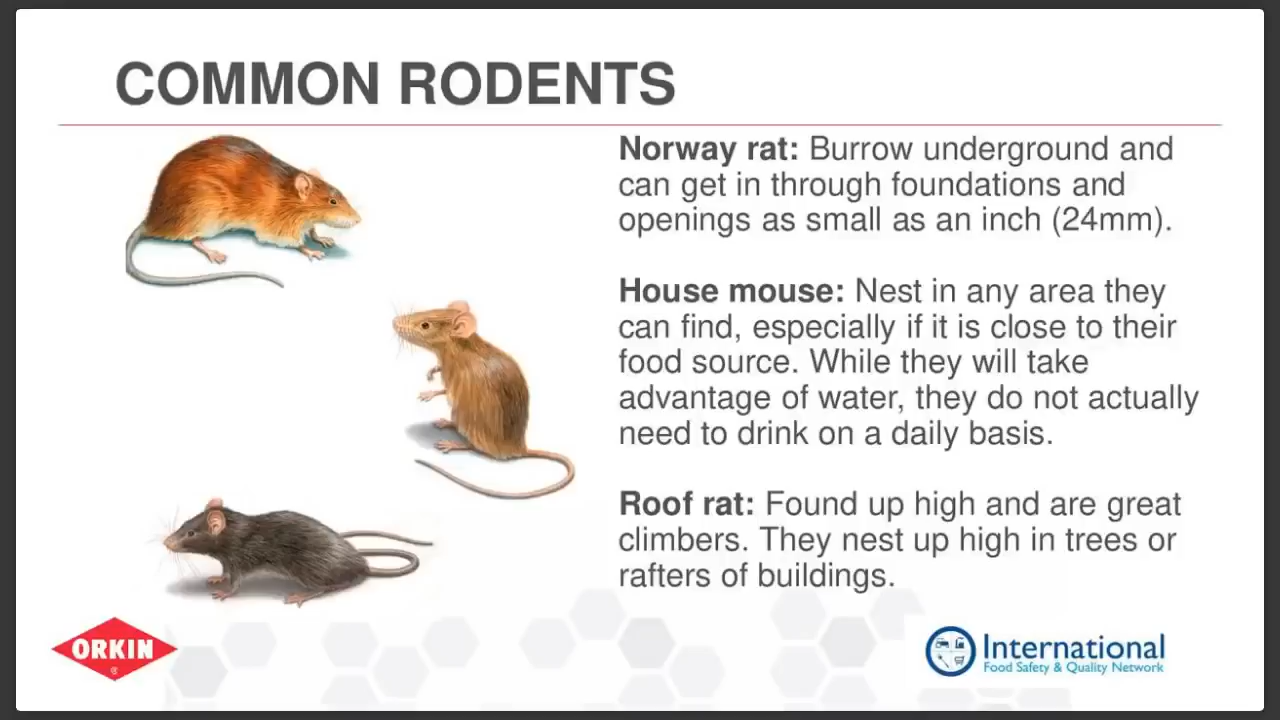 COMMON RODENTS
Norway rat: Burrow underground and
can get in through foundations and
openings as small as an inch (24mm).
House mouse: Nest in any area they
can find, especially if it is close to their
food source. While they will take
advantage of water, they do not actually
need to drink on a daily basis.
Roof rat: Found up high and are great
climbers. They nest up high in trees or
rafters of buildings.
ORKIN
®
International
Food Safety & Quality Network